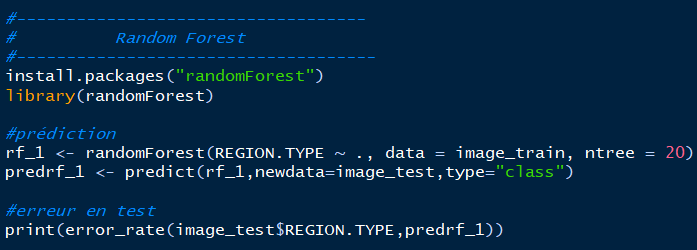 #----------------------------------
#         Random Forest
#-----------------------------------
install.packages("randomForest")
library(randomForest)
#prédiction
rf_1 <- randomForest(REGION.TYPE ~ ., data = image_train, ntree = 20)
predrf_1 <- predict(rf_1,newdata=image_test,type="class")
#erreur en test
print(error_rate(image_test$REGION.TYPE,predrf_1))